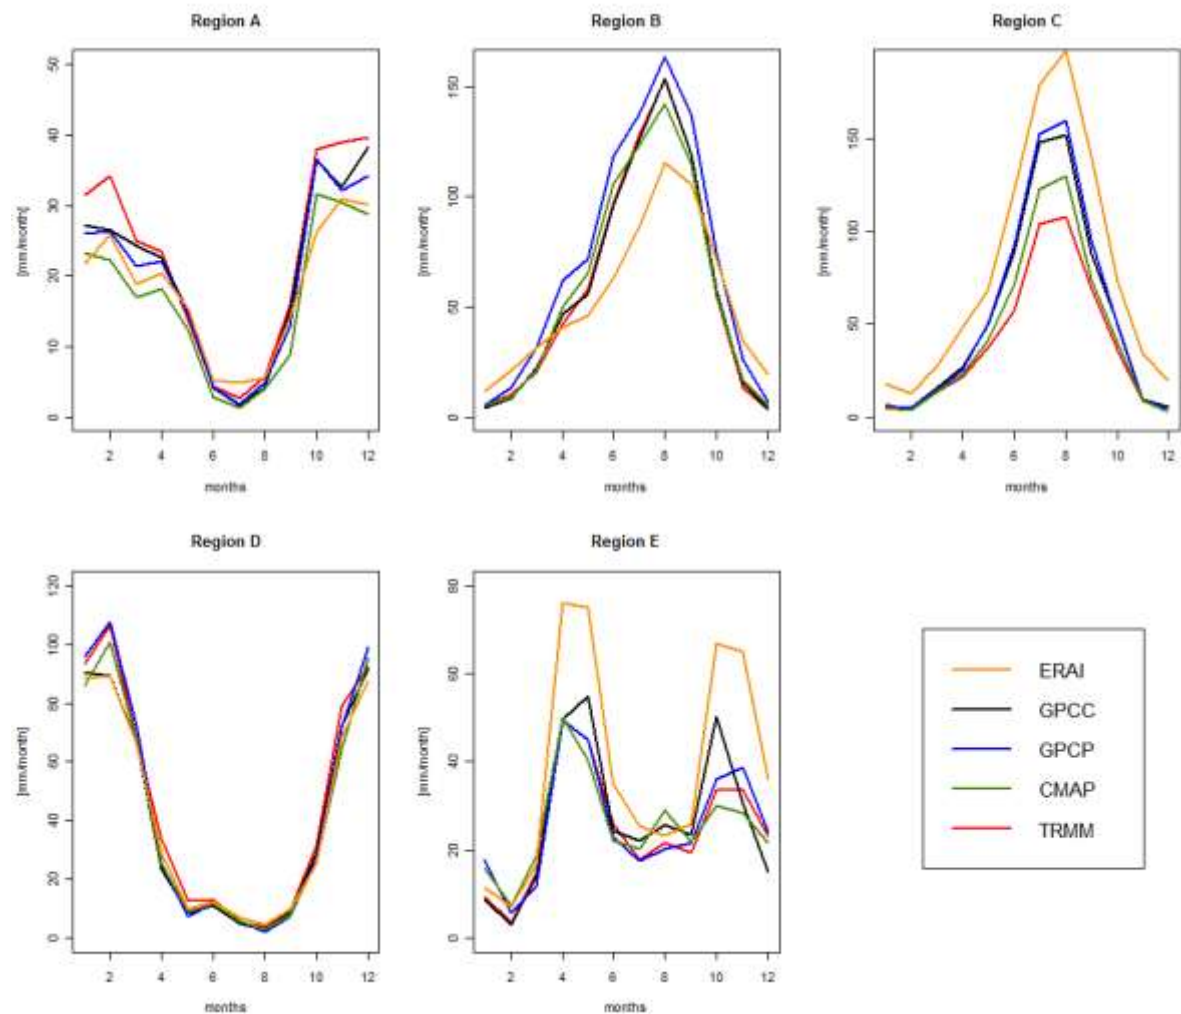 Region A
[mm/month]
50
40
30
20
10
0
2 4 6 8 10 12
months
Region B
[mm/month]
150
100
50
0
2 4 6 8 10 12
months
Region C
[mm/month]
150
100
50
0
2 4 6 8 10 12
months
Region D
[mm/month]
120
100
80
60
40
20
0
2 4 6 8 10 12
months
Region E
[mm/month]
80
60
40
20
0
2 4 6 8 10 12
months
ERAI
GPCC
GPCP
CMAP
TRMM